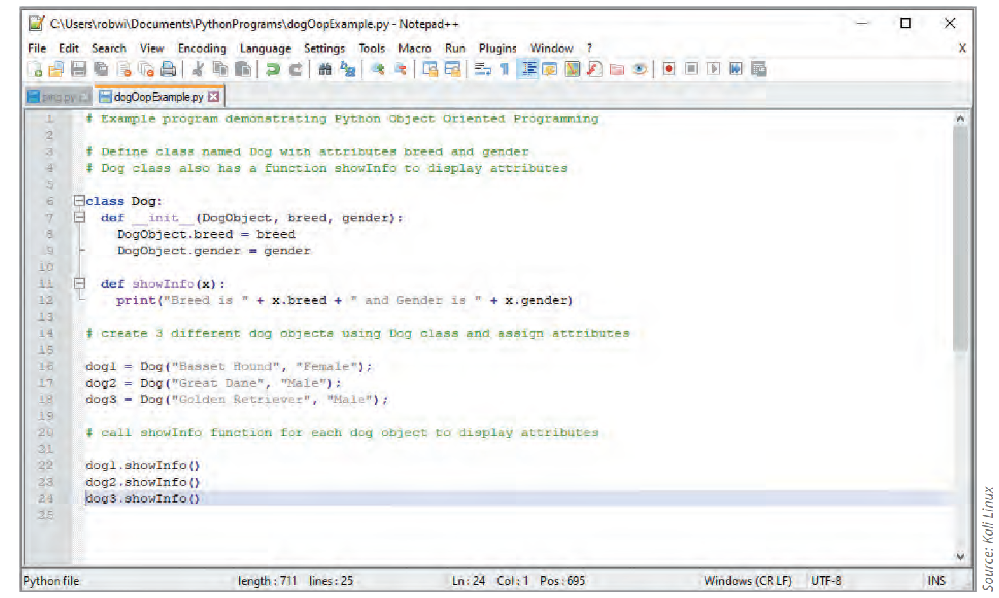 C:\Users\robwi\Documents\PythonPrograms\dogOopExample.py - Notepad++
File Edit Search View Encoding Language Settings Tools Macro Run Plugins Window ? X
ping.py dogOopExample.py
1 # Example program demonstrating Python Object Oriented Programming
2
3 # Define class named Dog with attributes breed and gender
4 # Dog class also has a function showInfo to display attributes
5
6 class Dog:
7 def __init__(DogObject, breed, gender):
8 DogObject.breed = breed
9 DogObject.gender = gender
10
11 def showInfo(x):
12 print("Breed is " + x.breed + " and Gender is " + x.gender)
13
14 # create 3 different dog objects using Dog class and assign attributes
15
16 dog1 = Dog("Basset Hound", "Female");
17 dog2 = Dog("Great Dane", "Male");
18 dog3 = Dog("Golden Retriever", "Male");
19
20 # call showInfo function for each dog object to display attributes
21
22 dog1.showInfo()
23 dog2.showInfo()
24 dog3.showInfo()
25
Python file length : 711 lines : 25 Ln : 24 Col : 1 Pos : 695 Windows (CR LF) UTF-8 INS
Source: Kali Linux